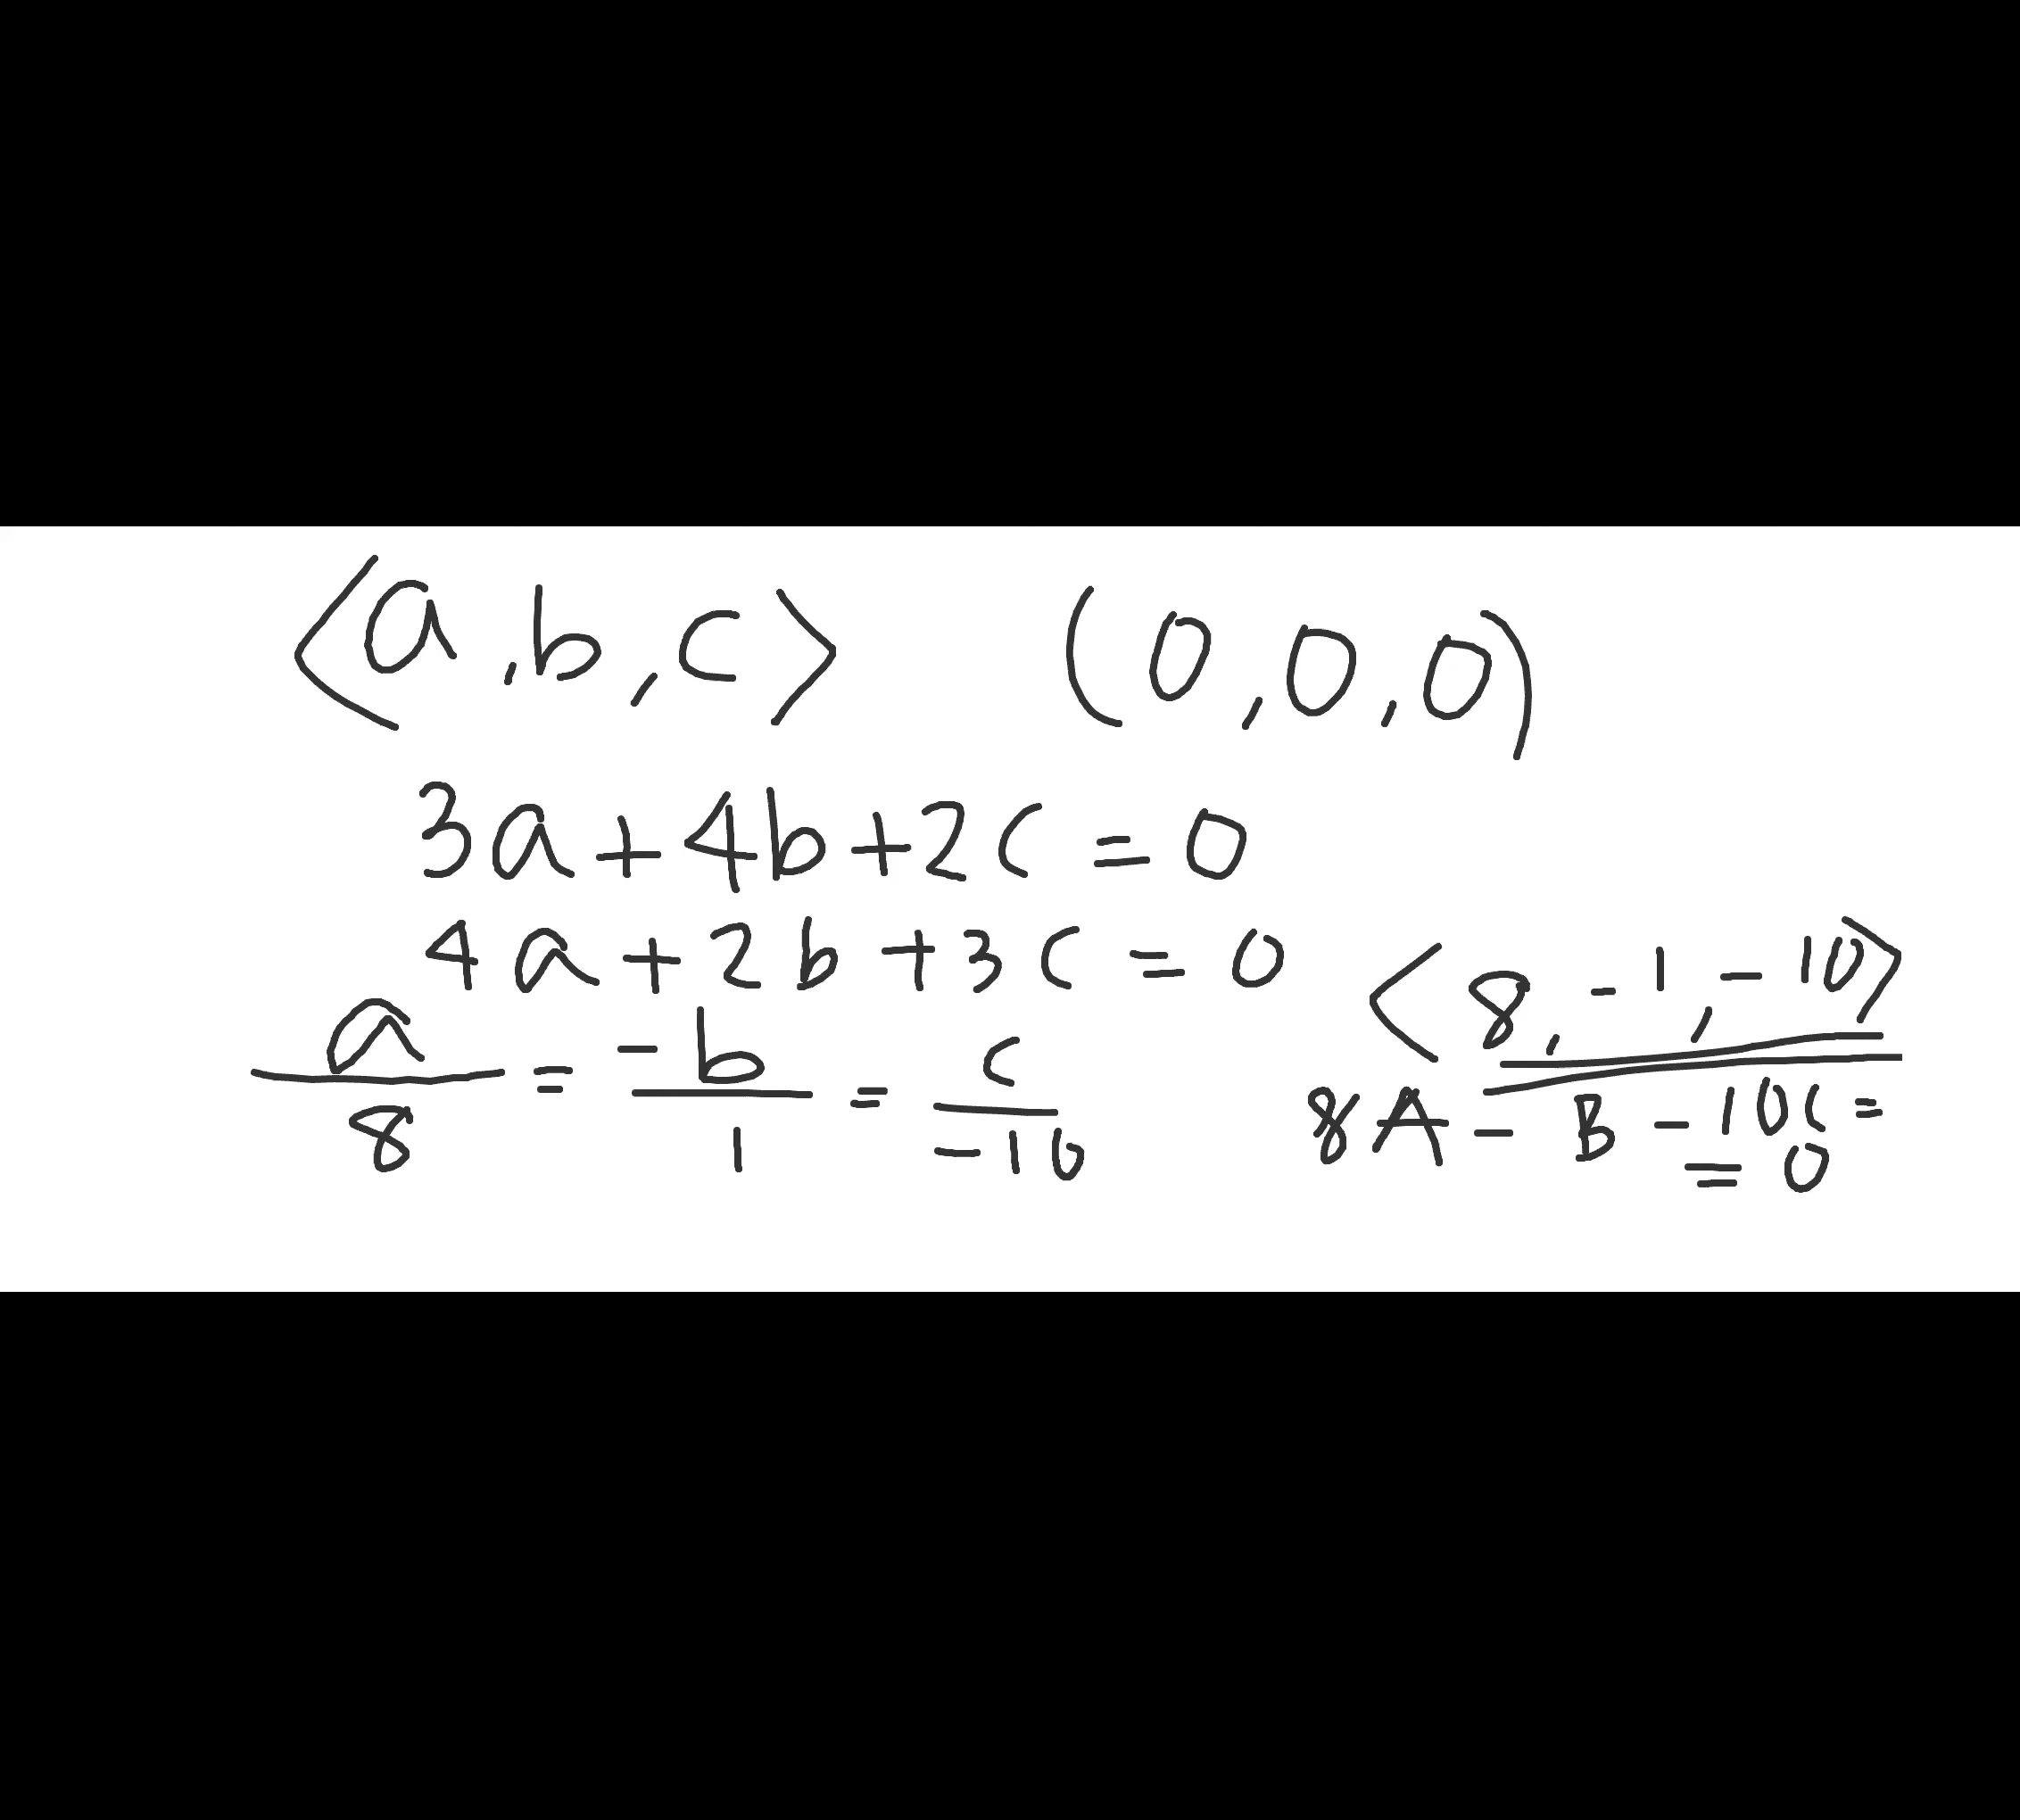 <a,b,c> (0,0,0)
3a+4b+2c=0
4a+2b+3c=0
a/8 = -b/1 = c/-10
<8,-1,-10>
8A-B-10C=
=0